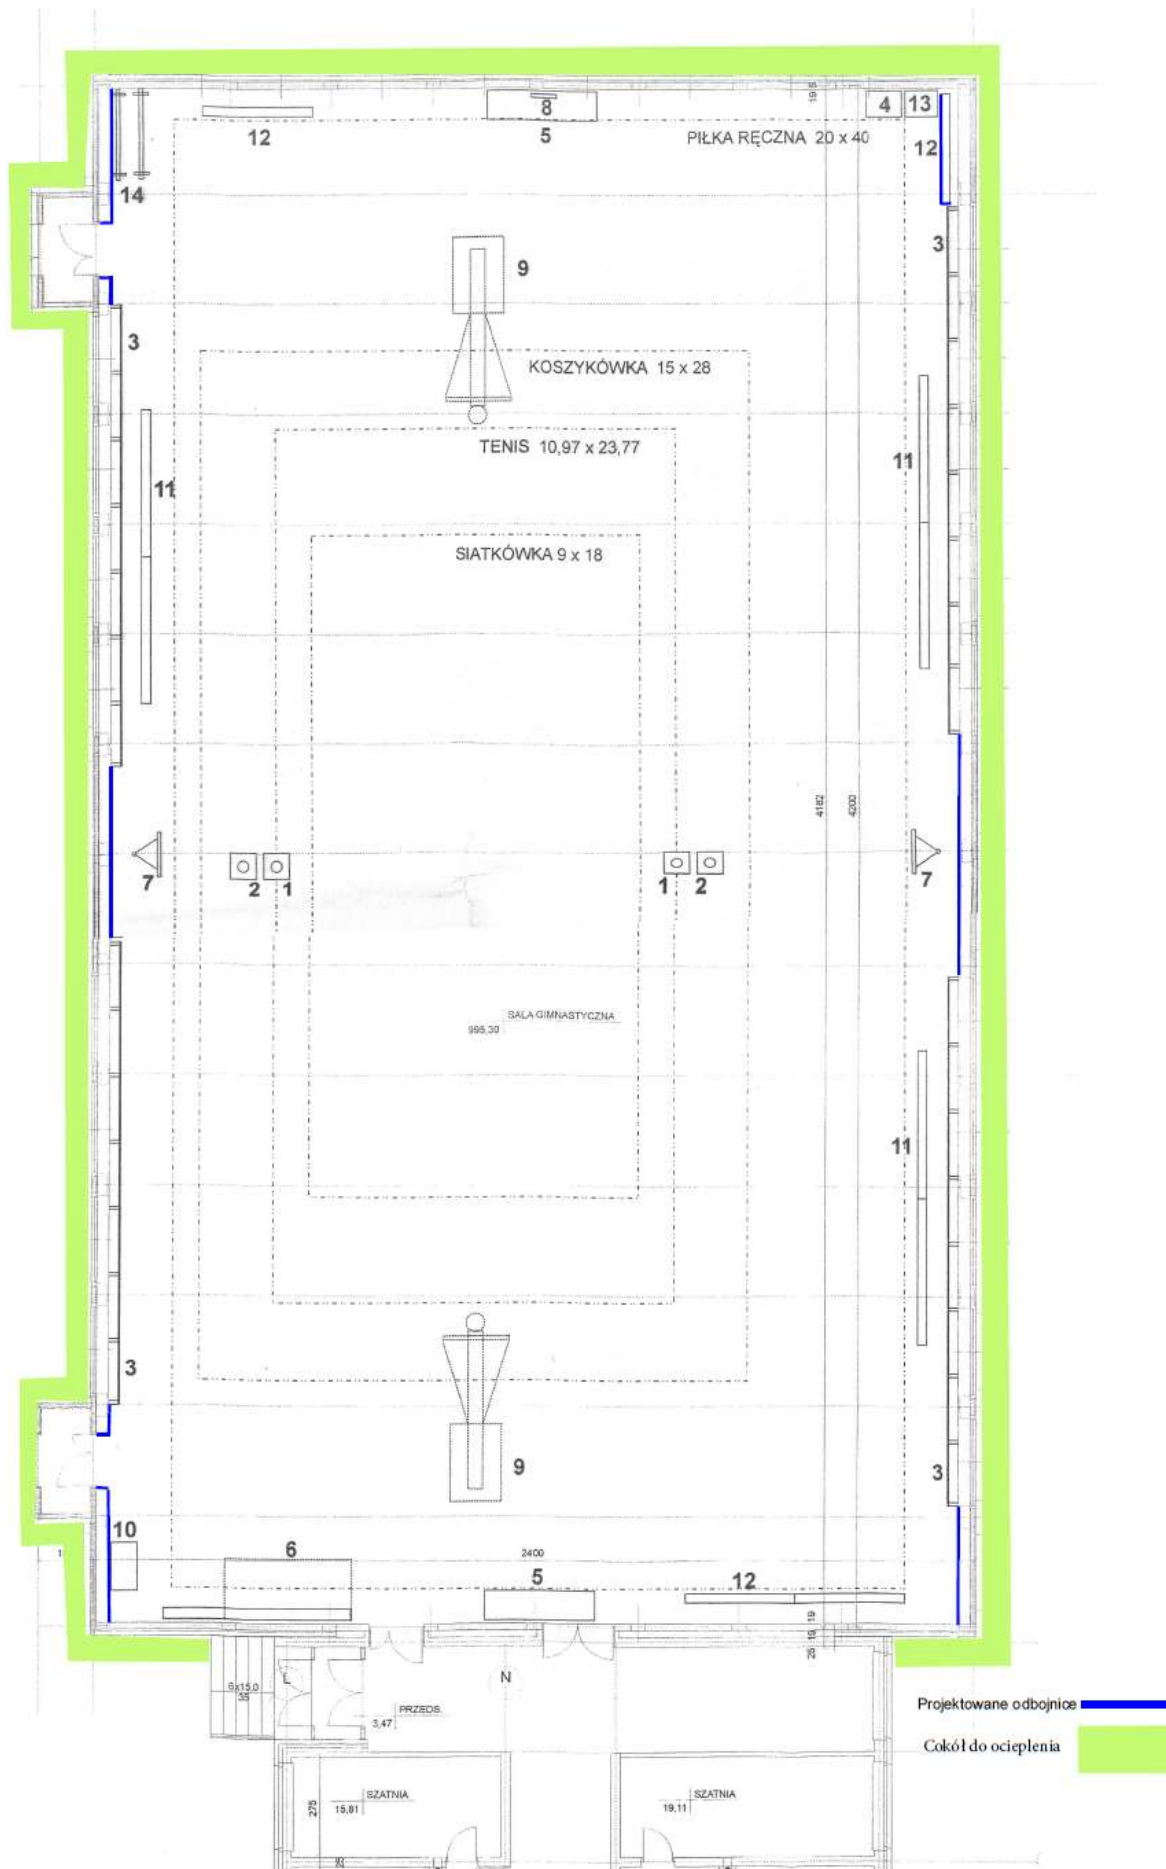 19/5
8
4
13
12
5
PIŁKA RĘCZNA 20 x 40
12
14
3
9
3
KOSZYKÓWKA 15 x 28
TENIS 10,97 x 23,77
11
11
SIATKÓWKA 9 x 18
4182
4200
7
2
1
1
2
7
SALA GIMNASTYCZNA
995,30
11
3
9
3
10
6
2400
5
12
25 19 19
E
N
6x15,0
35
PRZEDS.
3,47
Projektowane odbojnice
Cokół do ocieplenia
SZATNIA
15,81
275
SZATNIA
19,11